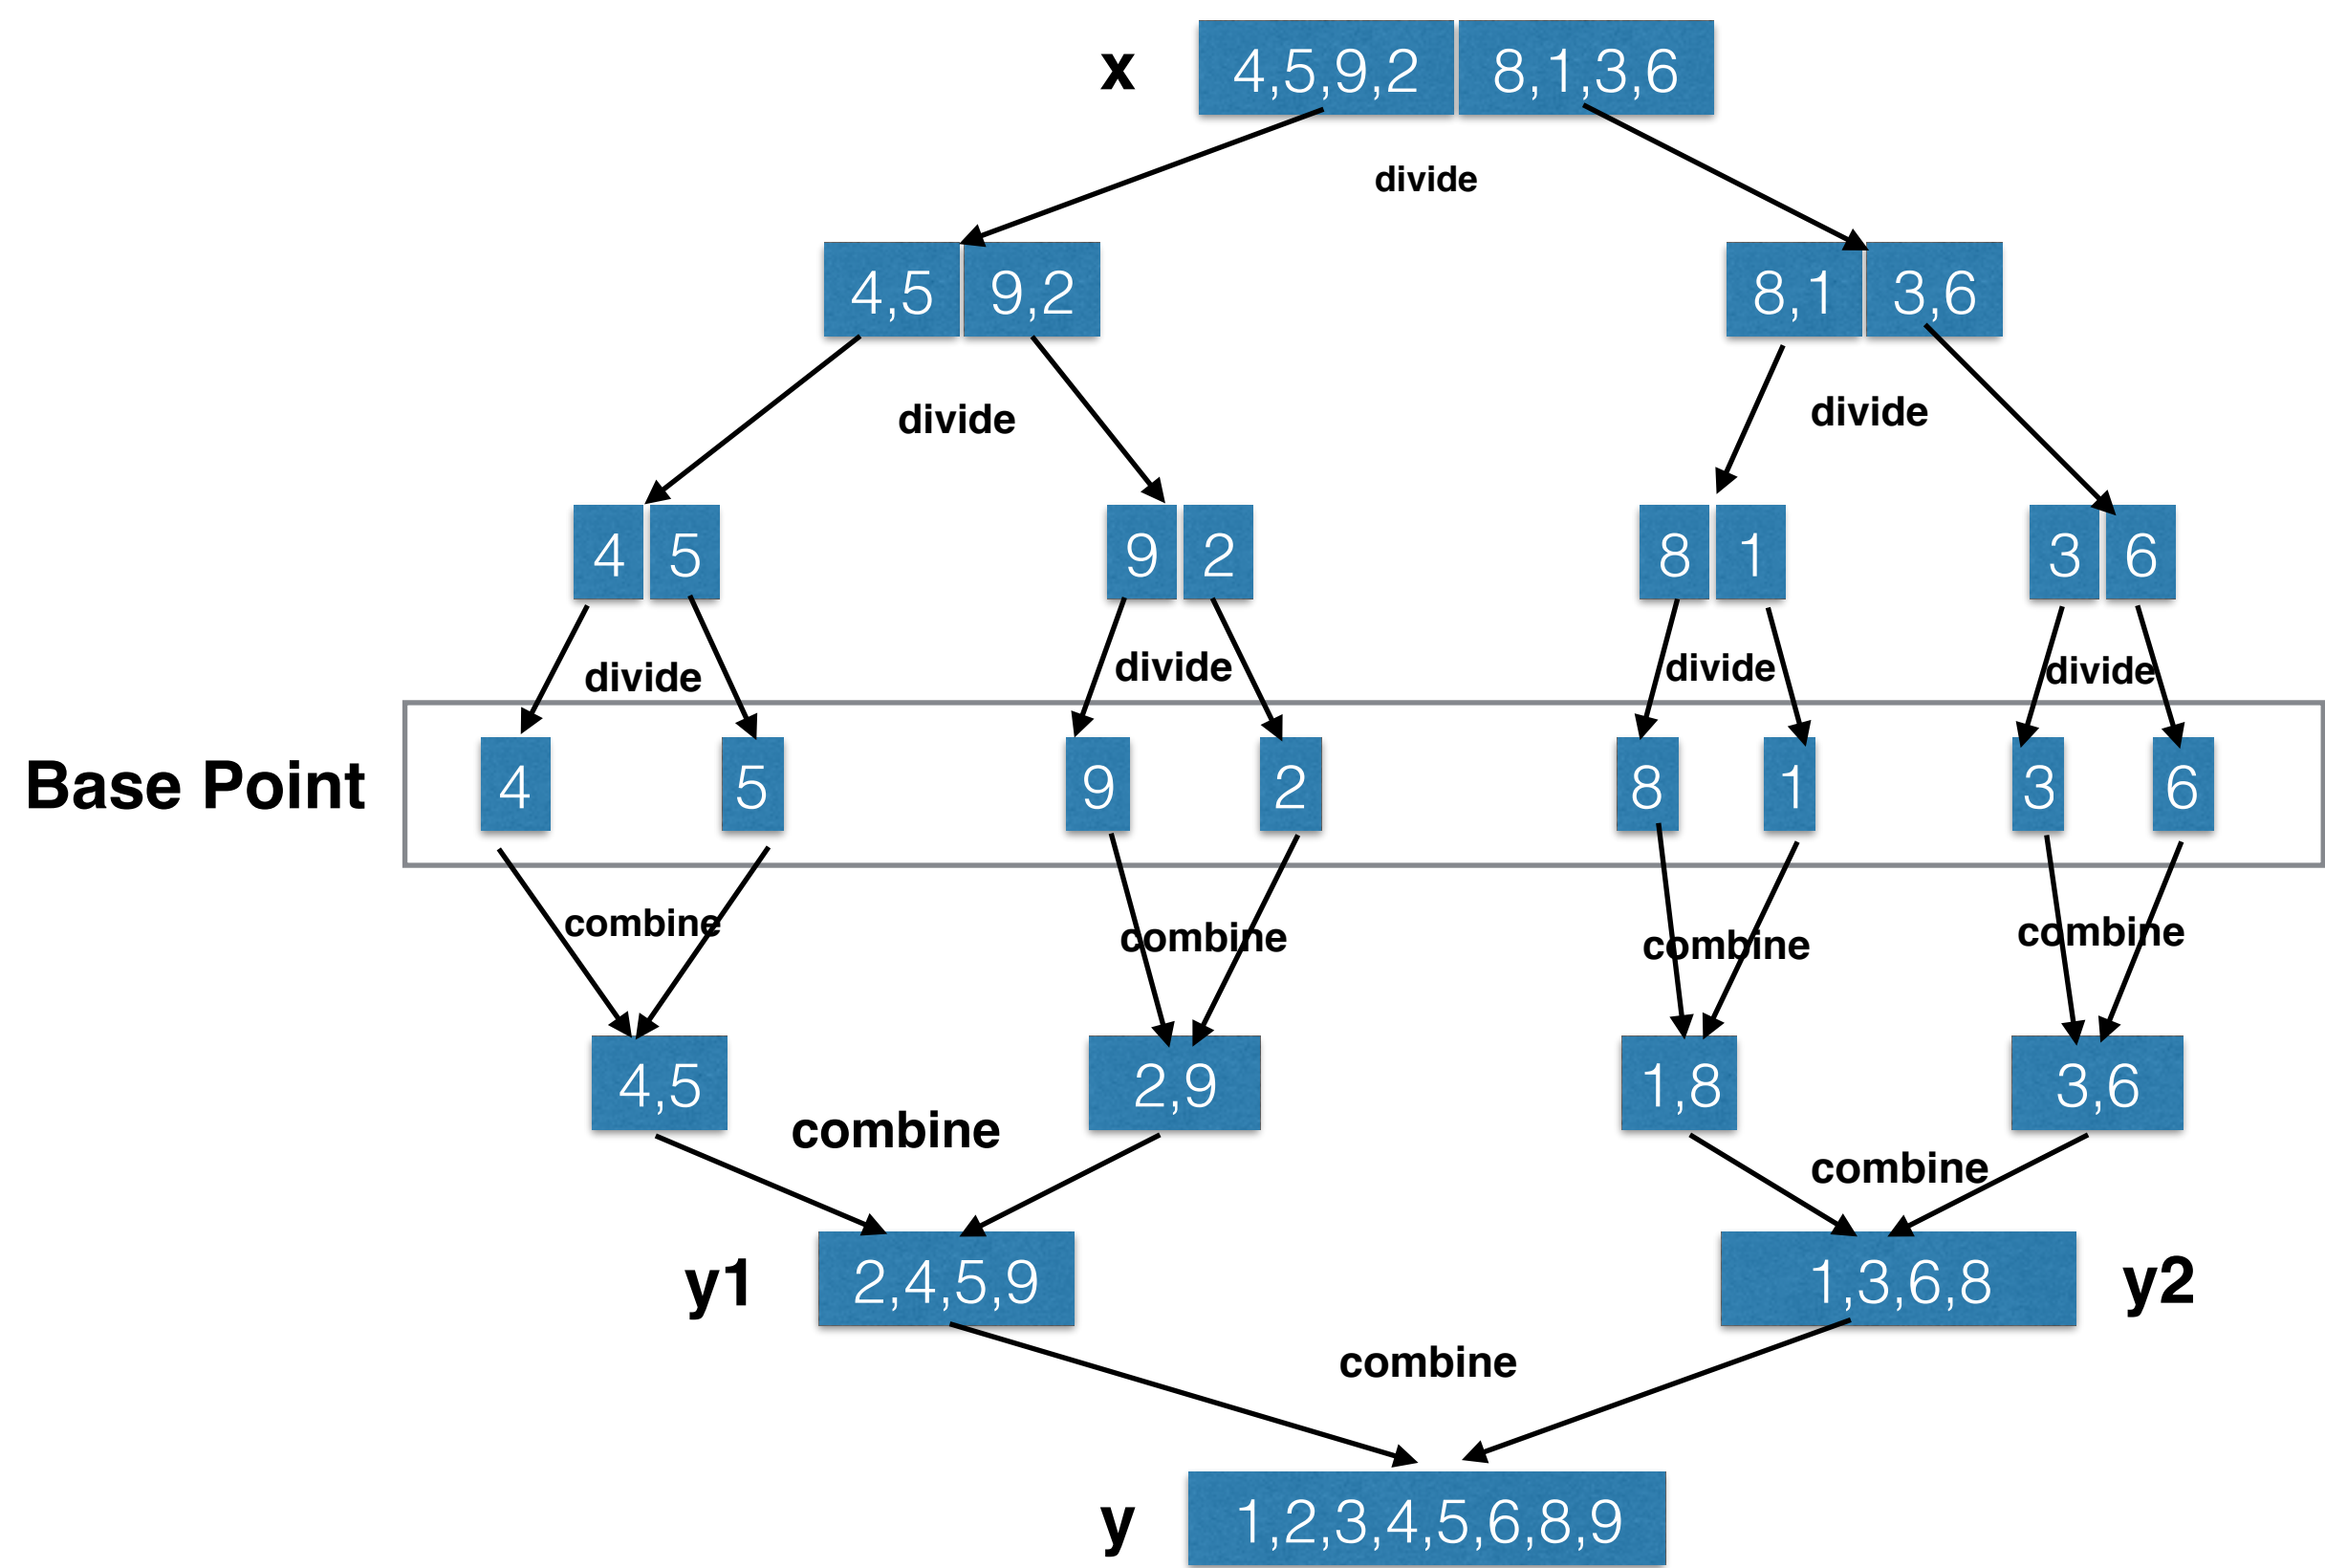 x
4,5,9,2
8,1,3,6
divide
4,5
9,2
8,1
3,6
divide
divide
4
5
9
2
8
1
3
6
divide
divide
divide
divide
Base Point
4
5
9
2
8
1
3
6
combine
combine
combine
combine
4,5
2,9
1,8
3,6
combine
combine
y1
2,4,5,9
1,3,6,8
y2
combine
y
1,2,3,4,5,6,8,9